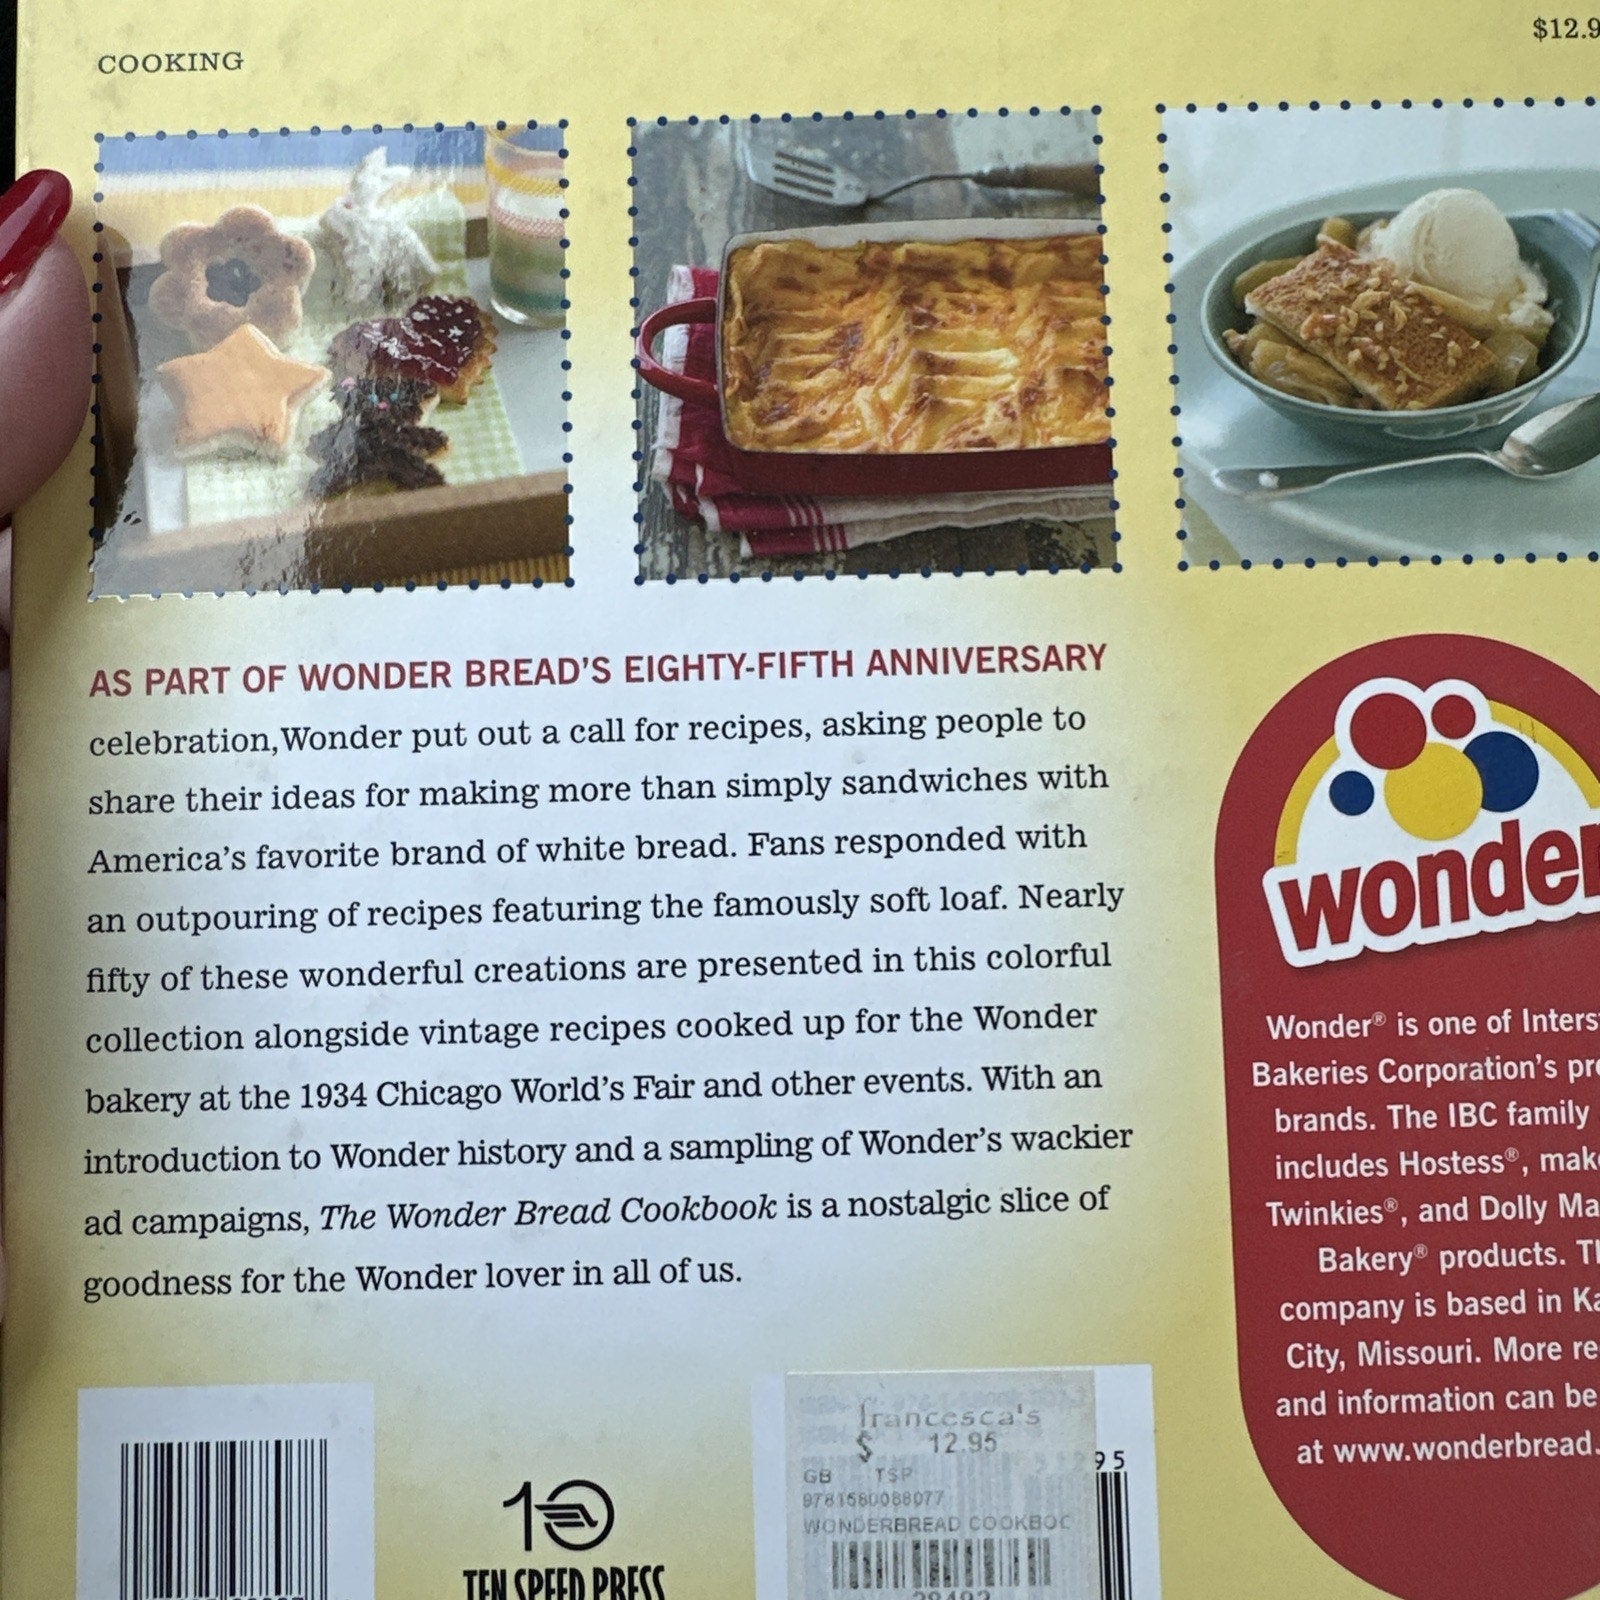 COOKING
$12.9
AS PART OF WONDER BREAD'S EIGHTY-FIFTH ANNIVERSARY
celebration, Wonder put out a call for recipes, asking people to
share their ideas for making more than simply sandwiches with
America's favorite brand of white bread. Fans responded with
an outpouring of recipes featuring the famously soft loaf. Nearly
fifty of these wonderful creations are presented in this colorful
collection alongside vintage recipes cooked up for the Wonder
bakery at the 1934 Chicago World's Fair and other events. With an
introduction to Wonder history and a sampling of Wonder's wackier
ad campaigns, The Wonder Bread Cookbook is a nostalgic slice of
goodness for the Wonder lover in all of us.
wonder
Wonder® is one of Inters
Bakeries Corporation's pr
brands. The IBC family
includes Hostess®, mak
Twinkies®, and Dolly Ma
Bakery® products. T
company is based in Ka
City, Missouri. More re
and information can be
at www.wonderbread.
10
TEN SPEED PRESS
francesca's
$ 12.95
GB TSP
9781580088077
WONDERBREAD COOKBOC
95